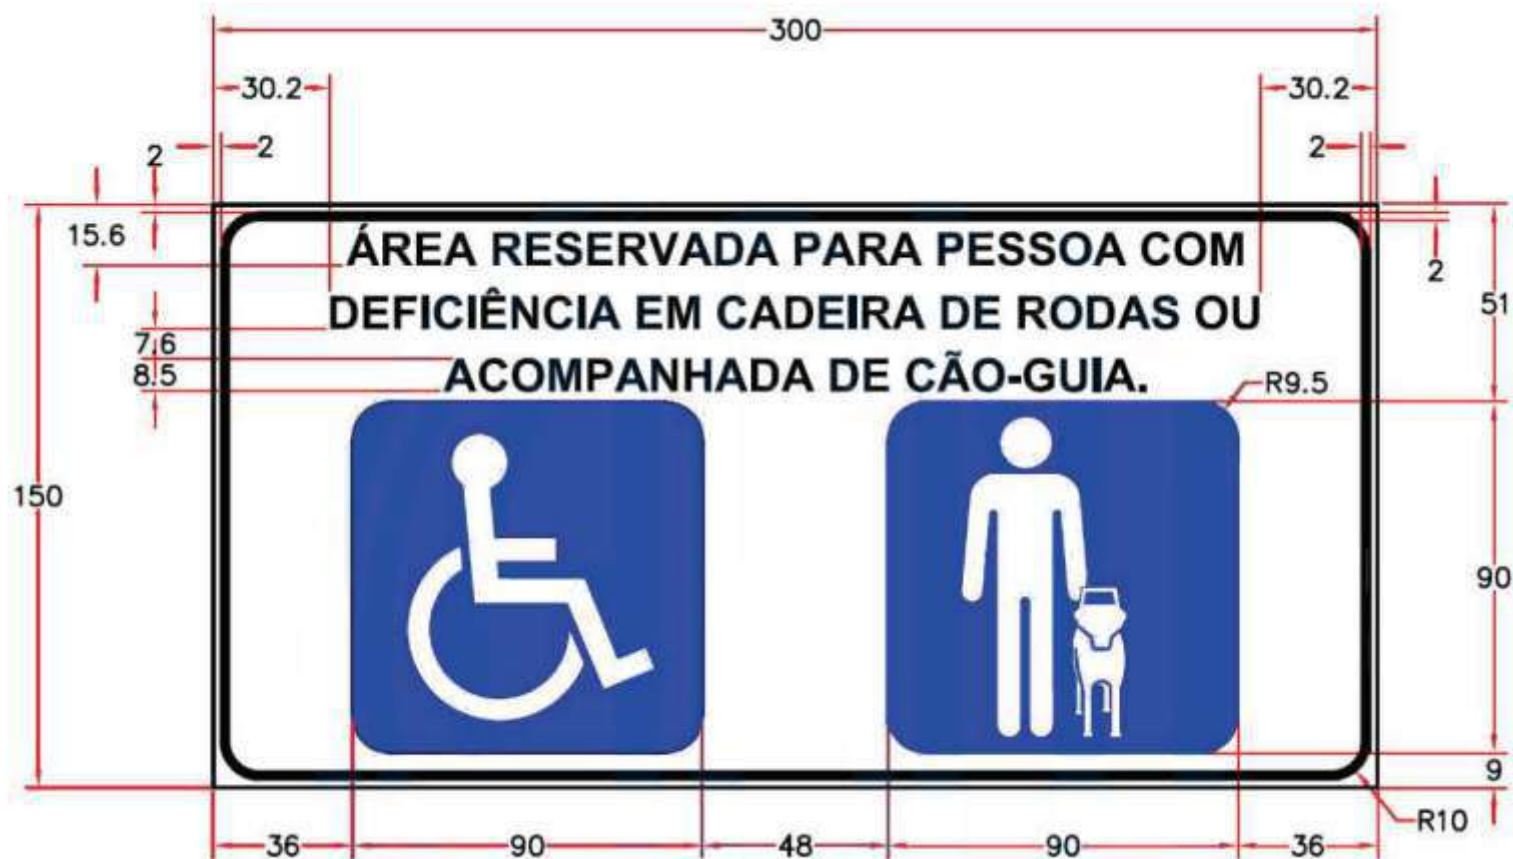 300
30.2 30.2
2 2 2
15.6
ÁREA RESERVADA PARA PESSOA COM
2
51
DEFICIÊNCIA EM CADEIRA DE RODAS OU
7.6
8.5
ACOMPANHADA DE CÃO-GUIA.
R9.5
150
90
9
R10
36 90 48 90 36